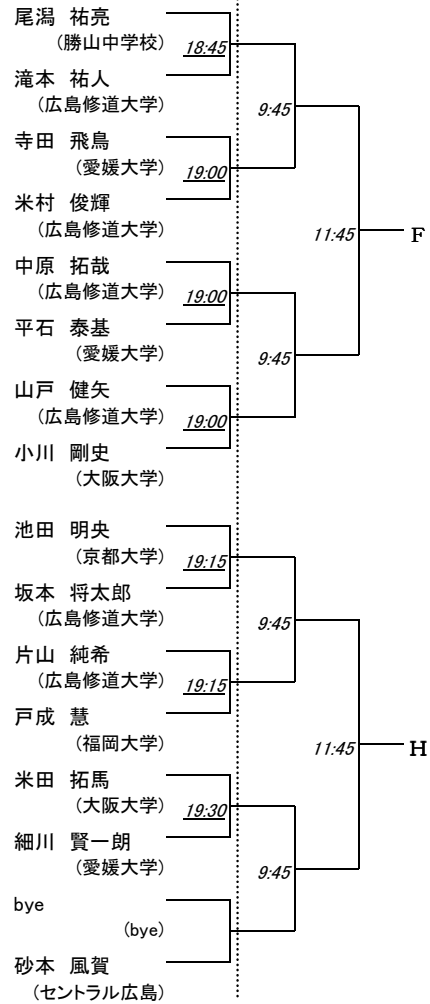 尾潟 祐亮
(勝山中学校) 18:45
滝本 祐人
(広島修道大学) 9:45
寺田 飛鳥
(愛媛大学) 19:00
米村 俊輝
(広島修道大学) 11:45 F
中原 拓哉
(広島修道大学) 19:00
平石 泰基
(愛媛大学) 9:45
山戸 健矢
(広島修道大学) 19:00
小川 剛史
(大阪大学)
池田 明央
(京都大学) 19:15
坂本 将太郎
(広島修道大学) 9:45
片山 純希
(広島修道大学) 19:15
戸成 慧
(福岡大学) 11:45 H
米田 拓馬
(大阪大学) 19:30
細川 賢一朗
(愛媛大学) 9:45
bye
(bye)
砂本 風賀
(セントラル広島)